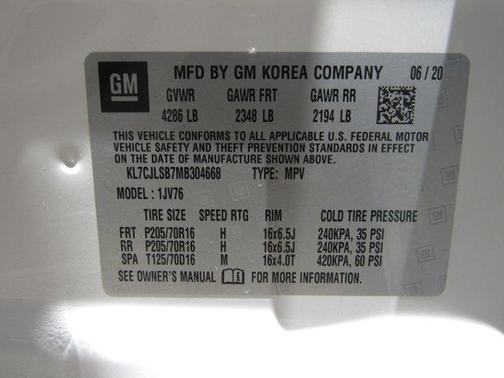 GM MFD BY GM KOREA COMPANY 06/20
GVWR GAWR FRT GAWR RR
4286 LB 2348 LB 2194 LB
THIS VEHICLE CONFORMS TO ALL APPLICABLE U.S. FEDERAL MOTOR
VEHICLE SAFETY AND THEFT PREVENTION STANDARDS IN EFFECT
ON THE DATE OF MANUFACTURE SHOWN ABOVE.
KL7CJLSB7MB304668 TYPE: MPV
MODEL: 1JV76
TIRE SIZE SPEED RTG RIM COLD TIRE PRESSURE
FRT P205/70R16 H 16x6.5J 240KPA, 35 PSI
RR P205/70R16 H 16x6.5J 240KPA, 35 PSI
SPA T125/70D16 M 16x4.0T 420KPA, 60 PSI
SEE OWNER'S MANUAL FOR MORE INFORMATION